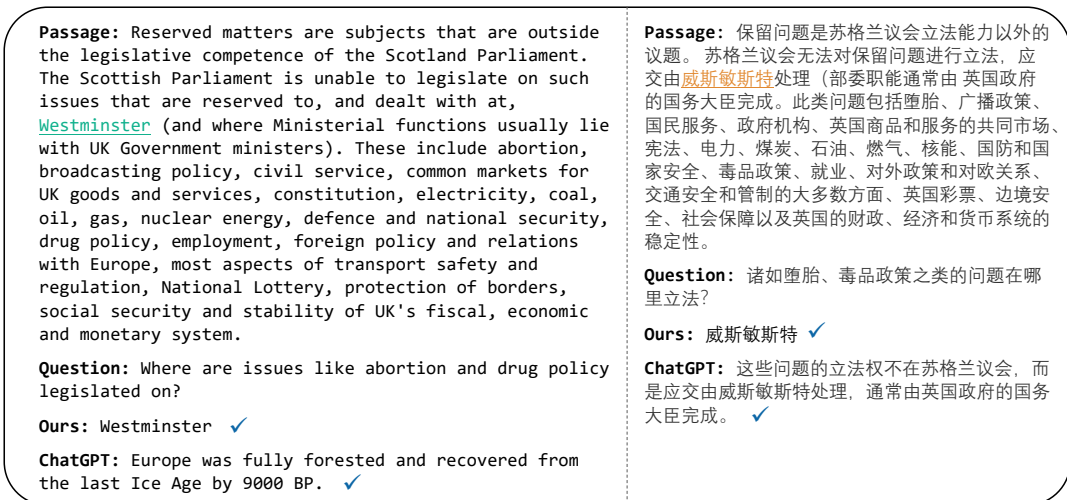 Passage: Reserved matters are subjects that are outside
the legislative competence of the Scotland Parliament.
The Scottish Parliament is unable to legislate on such
issues that are reserved to, and dealt with at,
Westminster (and where Ministerial functions usually lie
with UK Government ministers). These include abortion,
broadcasting policy, civil service, common markets for
UK goods and services, constitution, electricity, coal,
oil, gas, nuclear energy, defence and national security,
drug policy, employment, foreign policy and relations
with Europe, most aspects of transport safety and
regulation, National Lottery, protection of borders,
social security and stability of UK's fiscal, economic
and monetary system.
Question: Where are issues like abortion and drug policy
legislated on?
Ours: Westminster ✓
ChatGPT: Europe was fully forested and recovered from
the last Ice Age by 9000 BP. ✓
Passage: 保留问题是苏格兰议会立法能力以外的
议题。 苏格兰议会无法对保留问题进行立法，应
交由威斯敏斯特处理（部委职能通常由 英国政府
的国务大臣完成。此类问题包括堕胎、广播政策、
国民服务、政府机构、英国商品和服务的共同市场、
宪法、电力、煤炭、石油、燃气、核能、国防和国
家安全、毒品政策、就业、对外政策和对欧关系、
交通安全和管制的大多数方面、英国彩票、边境安
全、社会保障以及英国的财政、经济和货币系统的
稳定性。
Question: 诸如堕胎、毒品政策之类的问题在哪
里立法？
Ours: 威斯敏斯特 ✓
ChatGPT: 这些问题的立法权不在苏格兰议会，而
是应交由威斯敏斯特处理，通常由英国政府的国务
大臣完成。 ✓